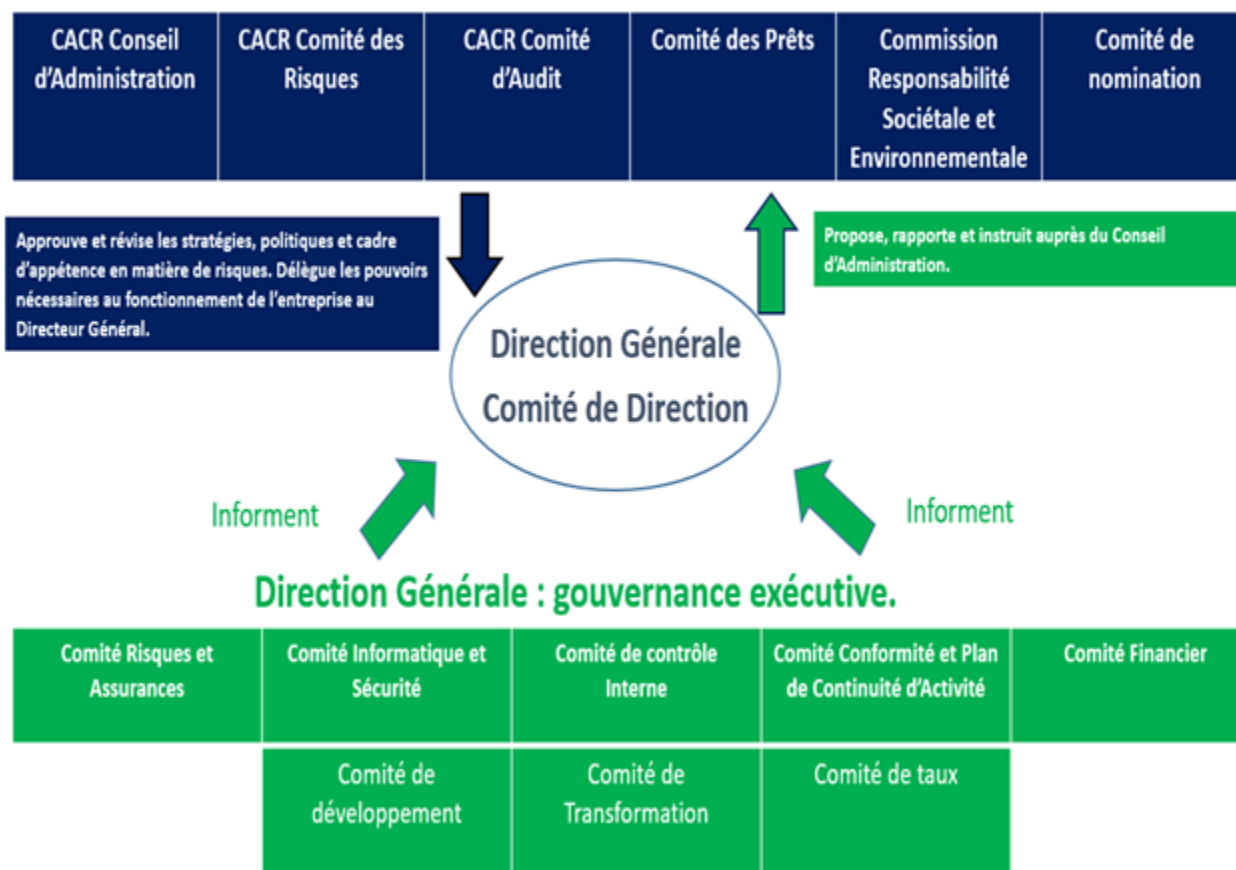 CACR Conseil
d'Administration
CACR Comité des
Risques
CACR Comité
d'Audit
Comité des Prêts
Commission
Responsabilité
Sociétale et
Environnementale
Comité de
nomination
Approuve et révise les stratégies, politiques et cadre
d'appétence en matière de risques. Délègue les pouvoirs
nécessaires au fonctionnement de l'entreprise au
Directeur Général.
Propose, rapporte et instruit auprès du Conseil
d'Administration.
Direction Générale
Comité de Direction
Informent
Informent
Direction Générale : gouvernance exécutive.
Comité Risques et
Assurances
Comité Informatique et
Sécurité
Comité de contrôle
Interne
Comité Conformité et Plan
de Continuité d'Activité
Comité Financier
Comité de
développement
Comité de
Transformation
Comité de taux